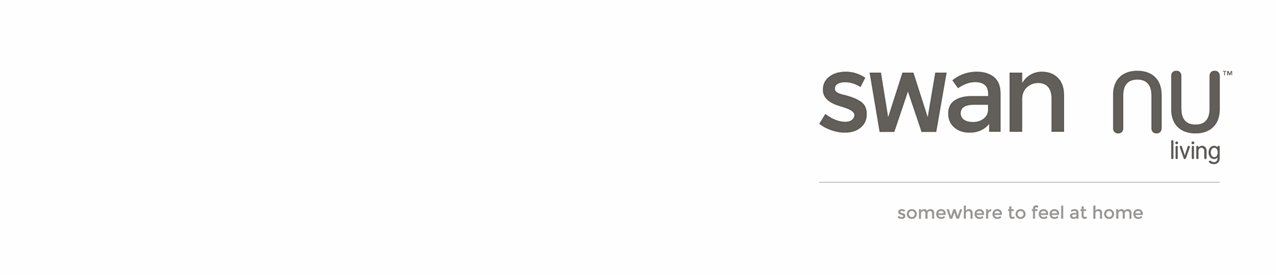 swan nu™
living
somewhere to feel at home